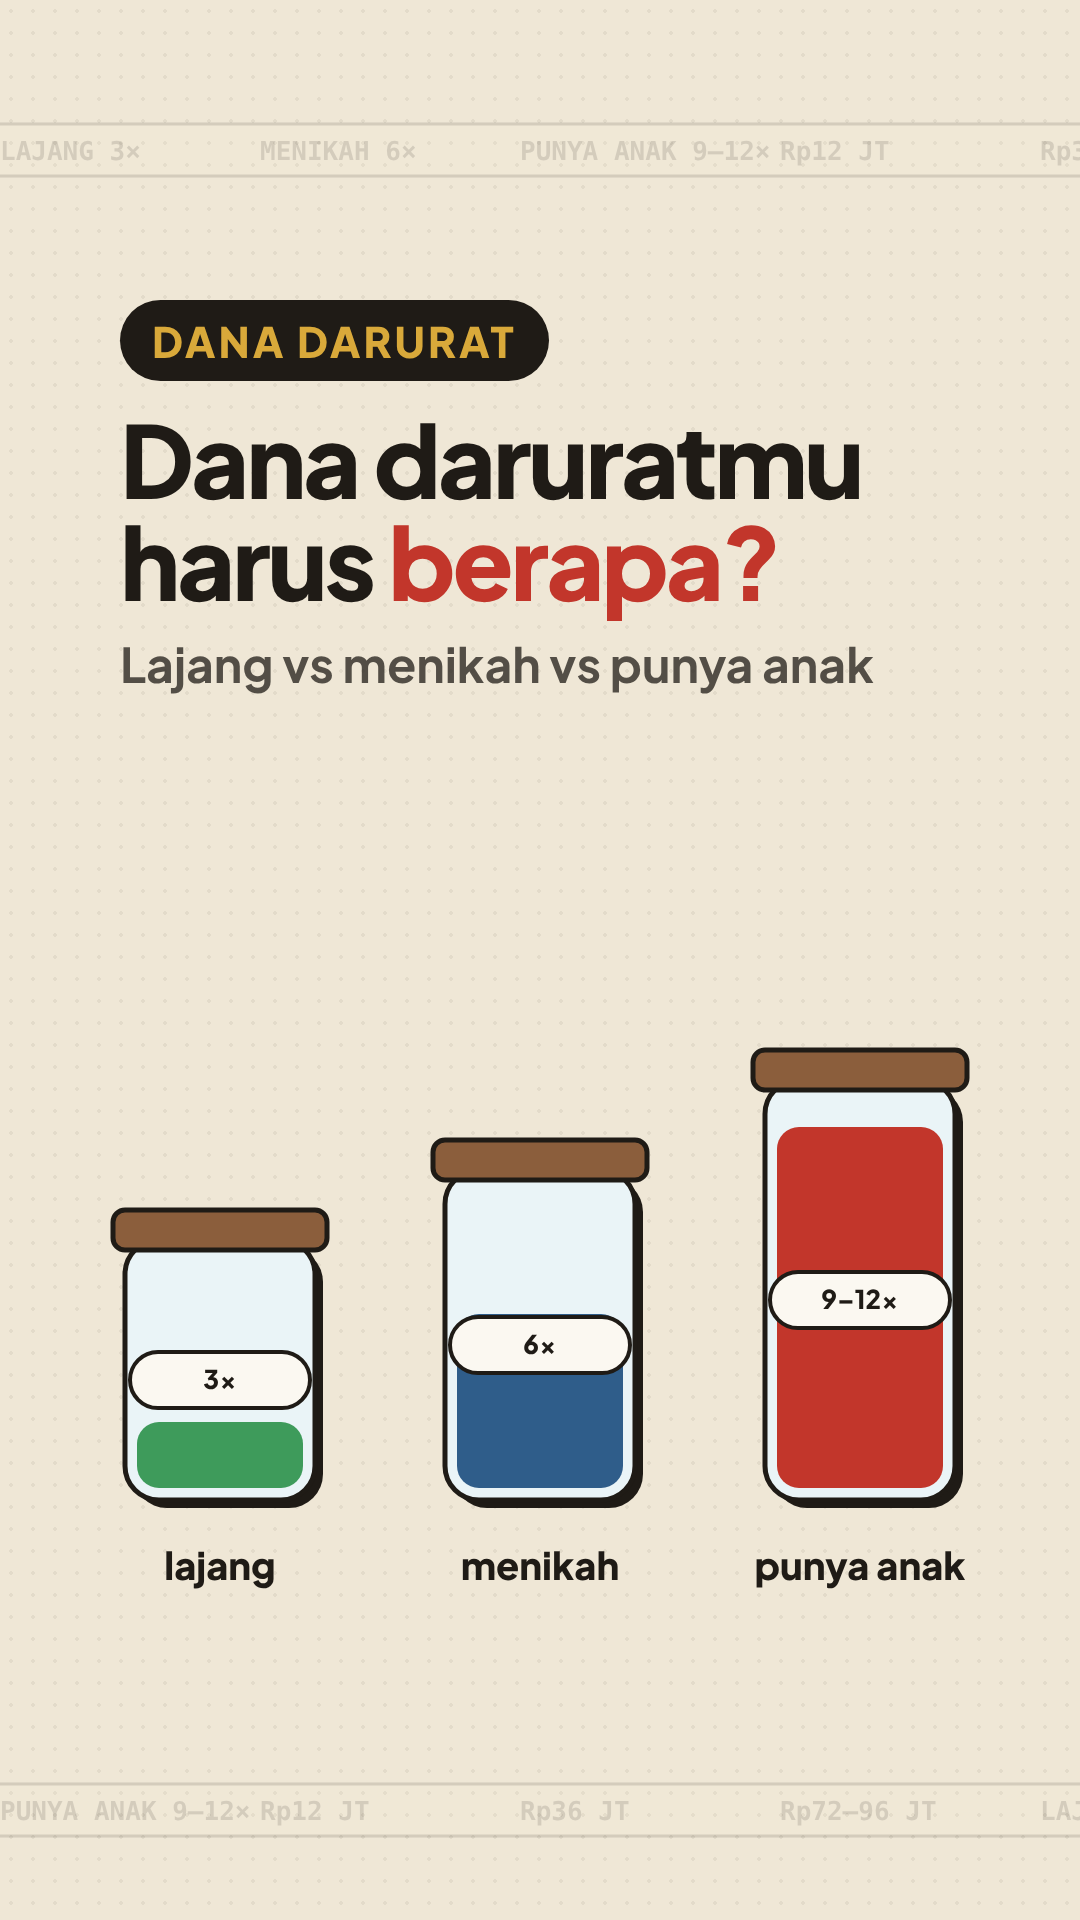 LAJANG 3× MENIKAH 6× PUNYA ANAK 9–12× Rp12 JT Rp3
DANA DARURAT
Dana daruratmu
harus berapa?
Lajang vs menikah vs punya anak
3×
6×
9–12×
lajang
menikah
punya anak
PUNYA ANAK 9–12× Rp12 JT Rp36 JT Rp72–96 JT LAJ